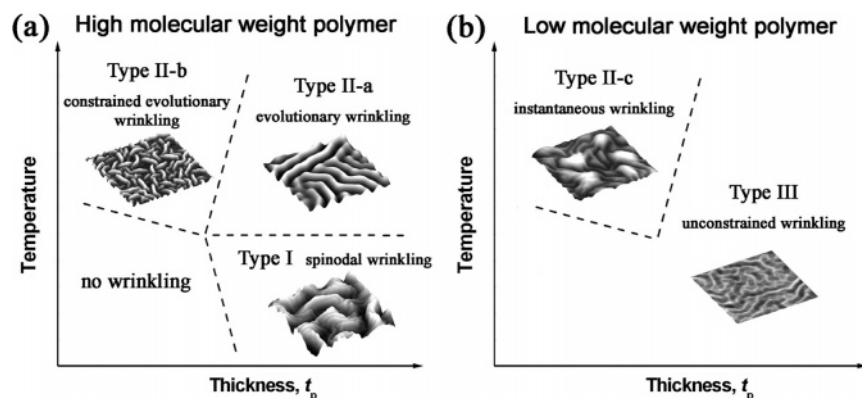 (a) High molecular weight polymer
Type II-b
constrained evolutionary
wrinkling
Type II-a
evolutionary wrinkling
no wrinkling
Type I spinodal wrinkling
Temperature
Thickness, tp
(b) Low molecular weight polymer
Type II-c
instantaneous wrinkling
Type III
unconstrained wrinkling
Temperature
Thickness, tp